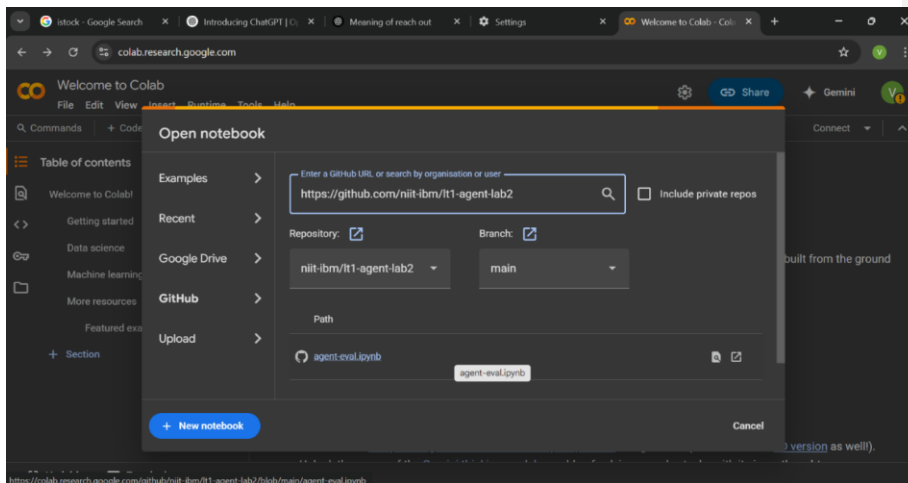 istock - Google Search
Introducing ChatGPT | O
Meaning of reach out
Settings
Welcome to Colab - Cola
colab.research.google.com
Welcome to Colab
File Edit View Insert Runtime Tools Help
Share
Gemini
V
Commands
+ Code
Connect
Table of contents
Welcome to Colab!
Getting started
Data science
Machine learning
More resources
Featured exa
+ Section
Open notebook
Examples
Recent
Google Drive
GitHub
Upload
Enter a GitHub URL or search by organisation or user
https://github.com/niit-ibm/lt1-agent-lab2
Include private repos
Repository:
Branch:
niit-ibm/lt1-agent-lab2
main
Path
agent-eval.ipynb
agent-eval.ipynb
+ New notebook
Cancel
built from the ground
version as well!).
https://colab.research.google.com/github/niit-ibm/lt1-agent-lab2/blob/main/agent-eval.ipynb